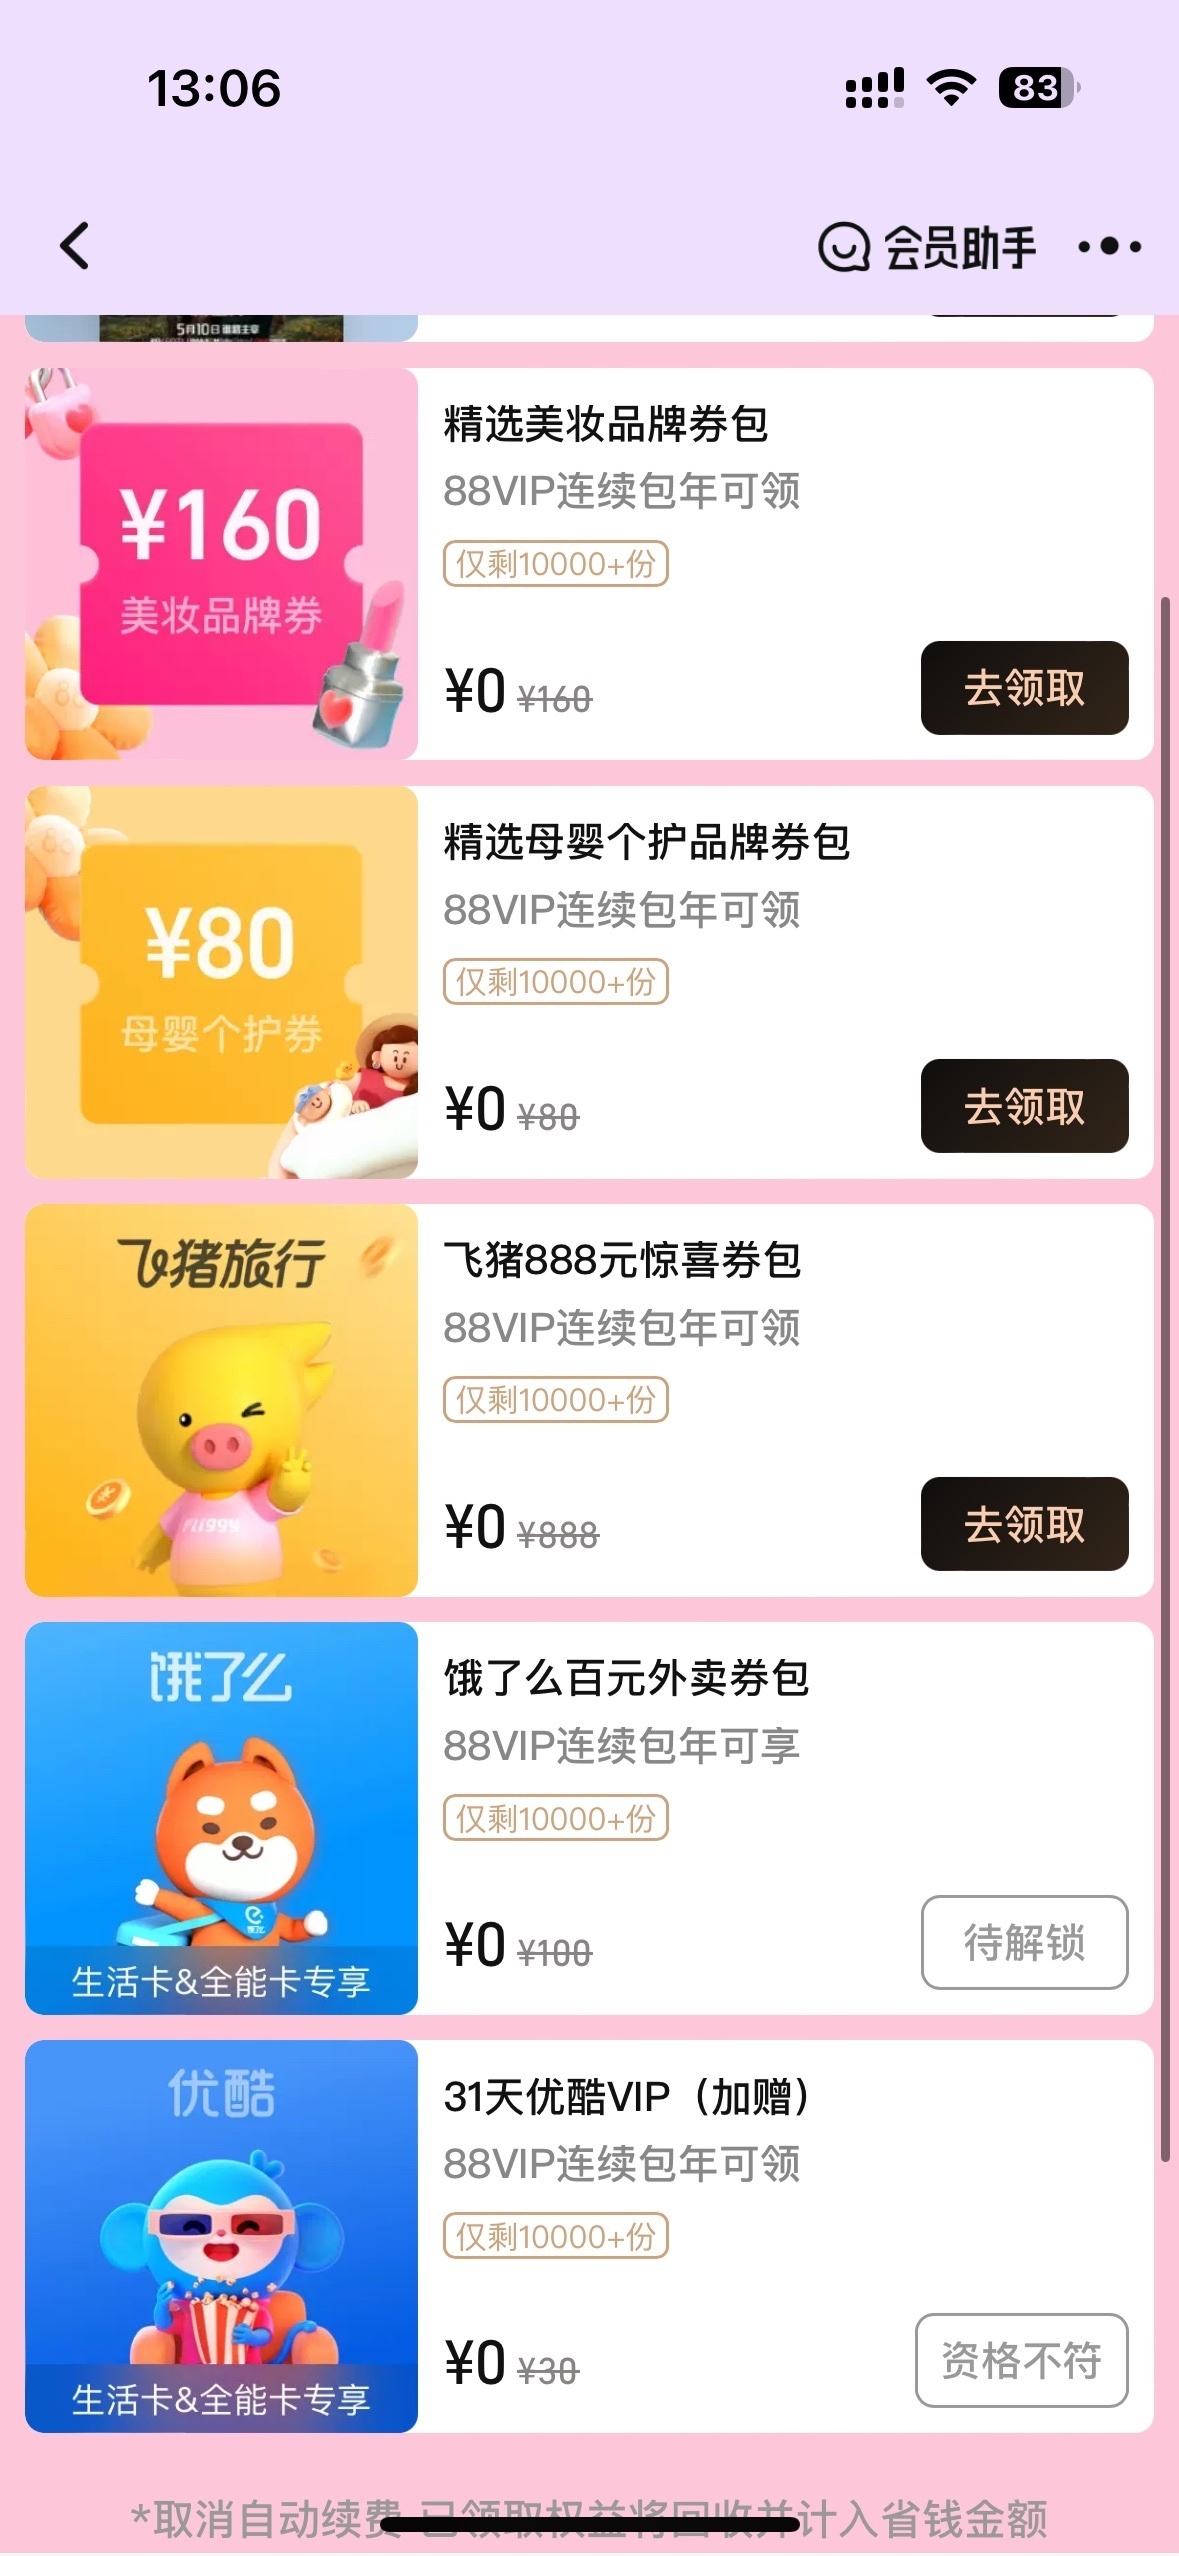 13:06
83
会员助手
5月10日
¥160
美妆品牌券
精选美妆品牌券包
88VIP连续包年可领
仅剩10000+份
¥0 ¥160
去领取
¥80
母婴个护券
精选母婴个护品牌券包
88VIP连续包年可领
仅剩10000+份
¥0 ¥80
去领取
飞猪旅行
Fliggy
飞猪888元惊喜券包
88VIP连续包年可领
仅剩10000+份
¥0 ¥888
去领取
饿了么
生活卡&全能卡专享
饿了么百元外卖券包
88VIP连续包年可享
仅剩10000+份
¥0 ¥100
待解锁
优酷
生活卡&全能卡专享
31天优酷VIP（加赠）
88VIP连续包年可领
仅剩10000+份
¥0 ¥30
资格不符
*取消自动续费 已领取权益将回收并计入省钱金额